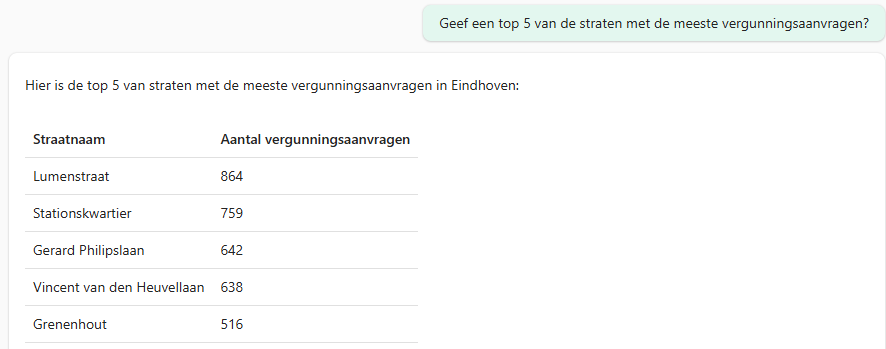 Geef een top 5 van de straten met de meeste vergunningsaanvragen?
Hier is de top 5 van straten met de meeste vergunningsaanvragen in Eindhoven:
Straatnaam Aantal vergunningsaanvragen
Lumenstraat 864
Stationskwartier 759
Gerard Philipslaan 642
Vincent van den Heuvellaan 638
Grenenhout 516